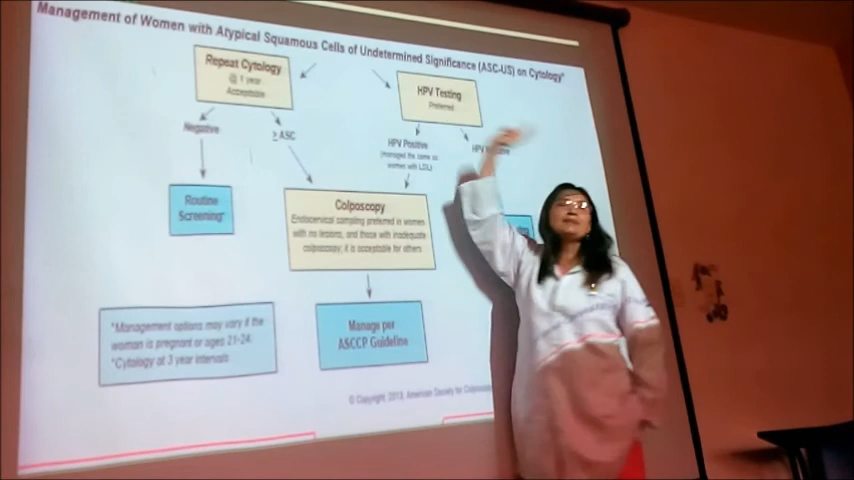 Management of Women with Atypical Squamous Cells of Undetermined Significance (ASC-US) on Cytology*
Repeat Cytology
@ 1 year
Acceptable
HPV Testing
Preferred
Negative
≥ ASC
HPV Positive
(managed the same as
women with LSIL)
HPV
Routine
Screening
Colposcopy
Endocervical sampling preferred in women
with no lesions, and those with inadequate
colposcopy; it is acceptable for others
Manage per
ASCCP Guideline
*Management options may vary if the
woman is pregnant or ages 21-24.
*Cytology at 3 year intervals
© Copyright, 2013, American Society for